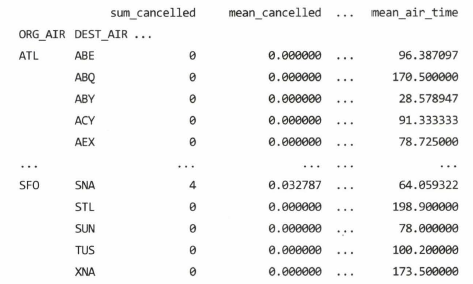 sum_cancelled mean_cancelled ... mean_air_time
ORG_AIR DEST_AIR ...
ATL ABE 0 0.000000 ... 96.387097
ABQ 0 0.000000 ... 170.500000
ABY 0 0.000000 ... 28.578947
ACY 0 0.000000 ... 91.333333
AEX 0 0.000000 ... 78.725000
... ... ... ... ...
SFO SNA 4 0.032787 ... 64.059322
STL 0 0.000000 ... 198.900000
SUN 0 0.000000 ... 78.000000
TUS 0 0.000000 ... 100.200000
XNA 0 0.000000 ... 173.500000